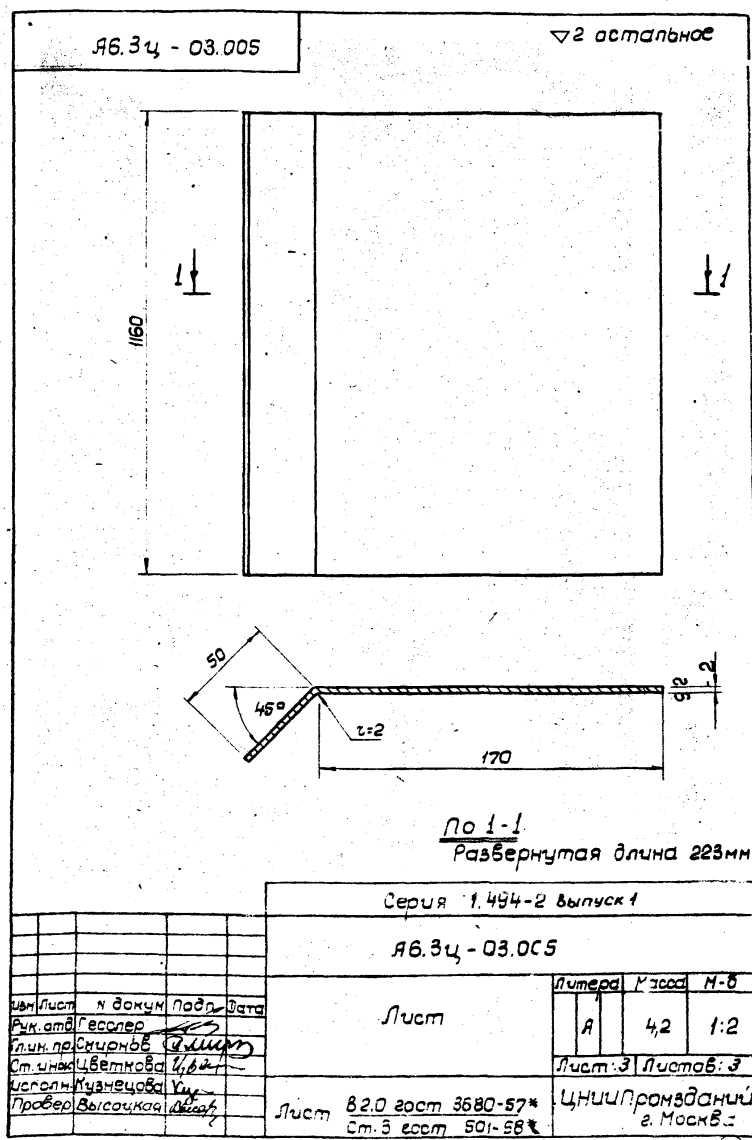 Я6.3ц - 03.005
▽2 остальное
1 1
1160
50
45°
r=2
170
2
По 1-1
Развернутая длина 223мм
Серия 1.494-2 выпуск 1
Я6.3ц - 03.005
Изм Лист N докум Подп. Дата
Рук. отд Гесслер
Гл. ин. пр. Смирнов
Ст. инж Цветкова
Исполн. Кузнецова
Провер Высоцкая
Лист
Литера Масса М-б
Я 4,2 1:2
Лист: 3 Листов: 3
Лист В2.0 гост 3680-57*
Ст.3 гост 501-58*
ЦНИИПромзданий
г. Москва